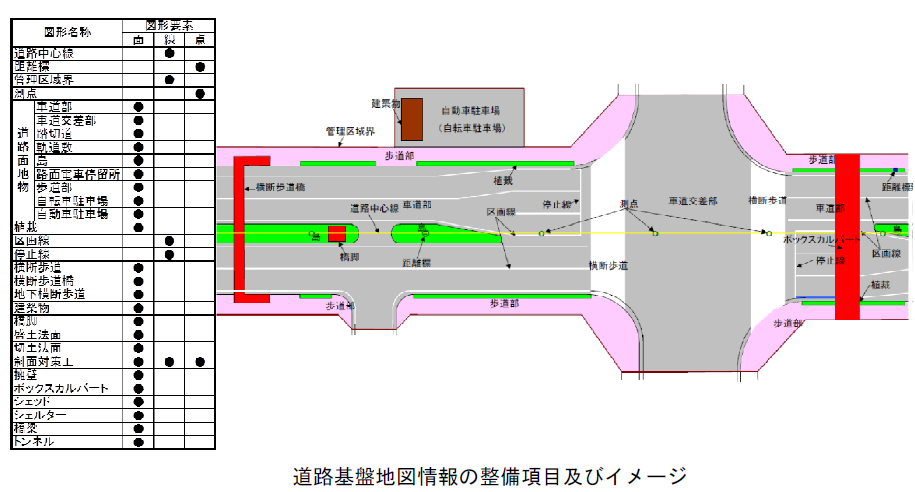 図形名称
図形要素
面 線 点
道路中心線 ●
距離標 ●
管理区域界 ●
測点 ●
道路面地物
車道部 ●
車道交差部 ●
踏切道 ●
軌道敷 ●
島 ●
路面電車停留所 ●
歩道部 ●
自転車駐車場 ●
自動車駐車場 ●
植栽 ●
区画線 ●
停止線 ●
横断歩道 ●
横断歩道橋 ●
地下横断歩道 ●
建築物 ●
橋脚 ●
盛土法面 ●
切土法面 ●
斜面対策工 ● ● ●
擁壁 ●
ボックスカルバート ●
シェッド ●
シェルター ●
橋梁 ●
トンネル ●
建築物
自動車駐車場
(自転車駐車場)
管理区域界
歩道部
植栽
横断歩道橋
道路中心線
車道部
区画線
停止線
測点
車道交差部
横断歩道
歩道部
距離標
車道部
ボックスカルバート
区画線
停止線
植栽
島
島
島
橋脚
距離標
横断歩道
歩道部
歩道部
歩道部
道路基盤地図情報の整備項目及びイメージ